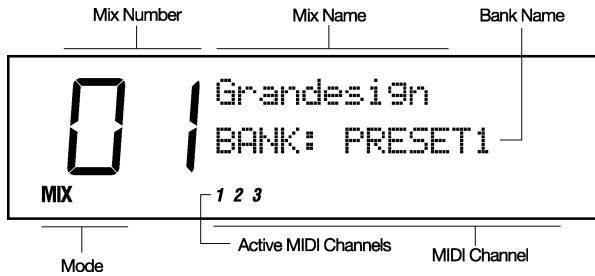 Mix Number Mix Name Bank Name
01 Grandesign
BANK: PRESET1
MIX 1 2 3
Active MIDI Channels MIDI Channel
Mode